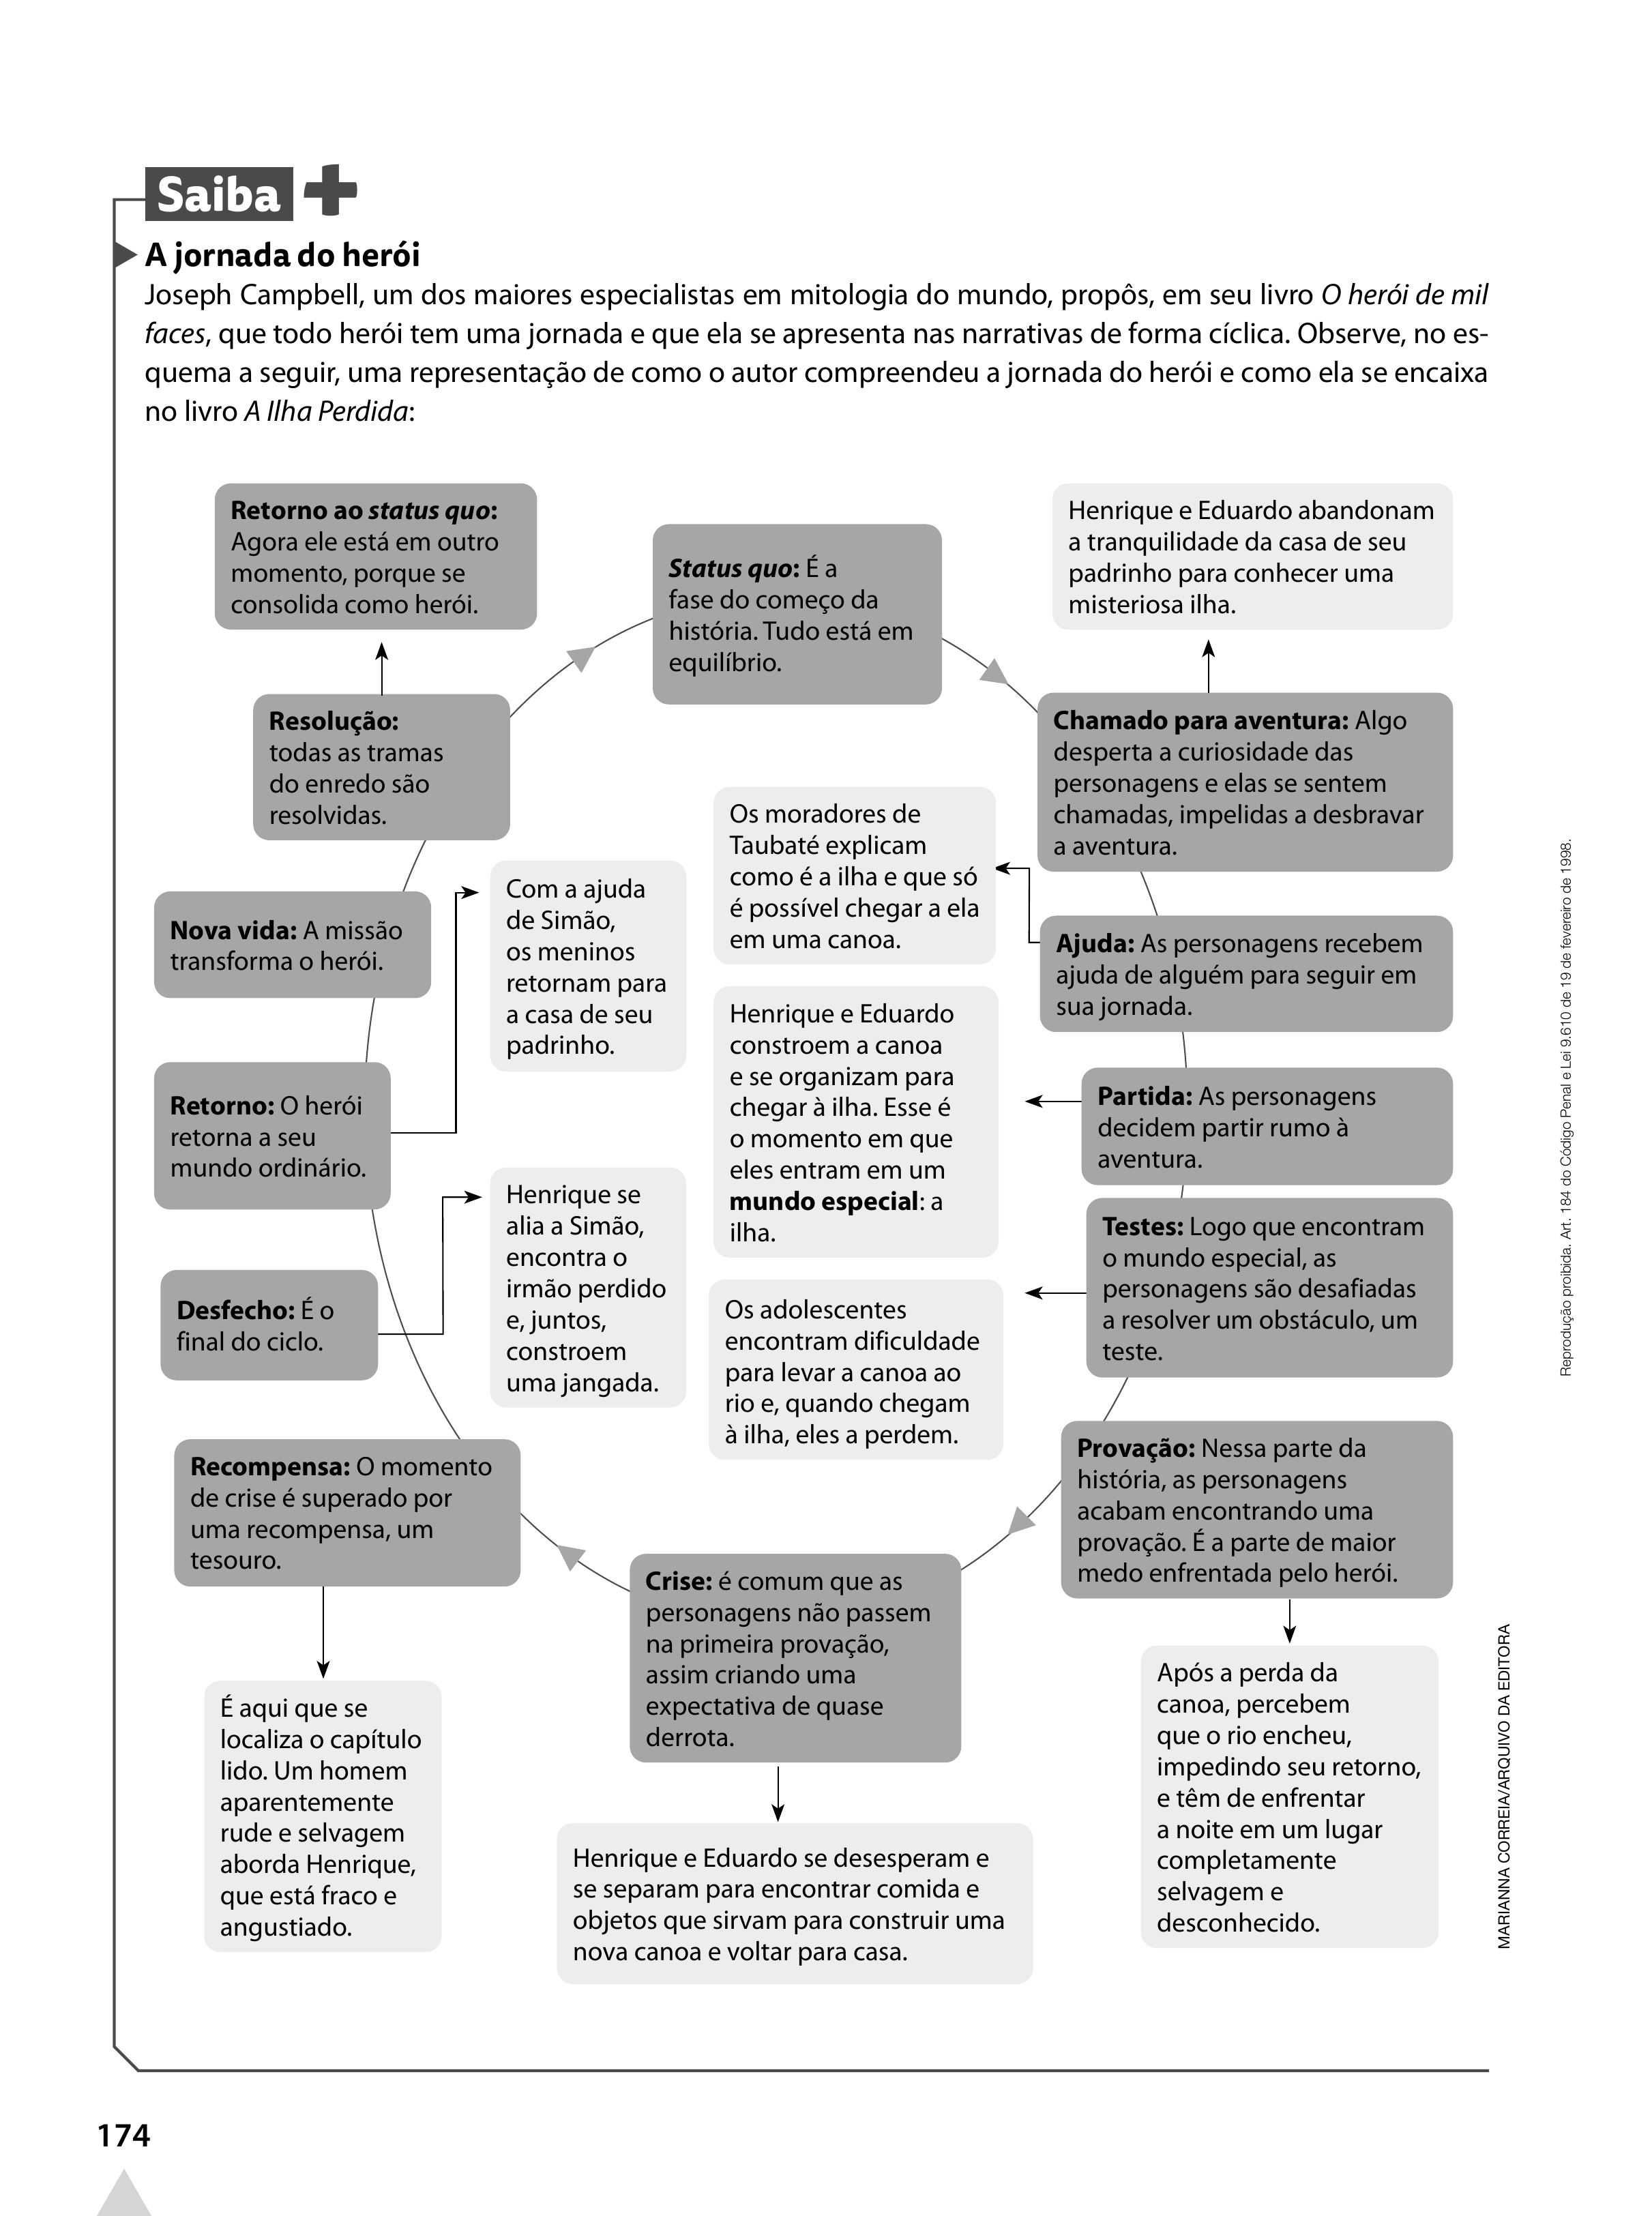 Saiba +
A jornada do herói
Joseph Campbell, um dos maiores especialistas em mitologia do mundo, propôs, em seu livro O herói de mil
faces, que todo herói tem uma jornada e que ela se apresenta nas narrativas de forma cíclica. Observe, no es-
quema a seguir, uma representação de como o autor compreendeu a jornada do herói e como ela se encaixa
no livro A Ilha Perdida:
Status quo: É a
fase do começo da
história. Tudo está em
equilíbrio.
Chamado para aventura: Algo
desperta a curiosidade das
personagens e elas se sentem
chamadas, impelidas a desbravar
a aventura.
Henrique e Eduardo abandonam
a tranquilidade da casa de seu
padrinho para conhecer uma
misteriosa ilha.
Ajuda: As personagens recebem
ajuda de alguém para seguir em
sua jornada.
Os moradores de
Taubaté explicam
como é a ilha e que só
é possível chegar a ela
em uma canoa.
Partida: As personagens
decidem partir rumo à
aventura.
Henrique e Eduardo
constroem a canoa
e se organizam para
chegar à ilha. Esse é
o momento em que
eles entram em um
mundo especial: a
ilha.
Testes: Logo que encontram
o mundo especial, as
personagens são desafiadas
a resolver um obstáculo, um
teste.
Os adolescentes
encontram dificuldade
para levar a canoa ao
rio e, quando chegam
à ilha, eles a perdem.
Provação: Nessa parte da
história, as personagens
acabam encontrando uma
provação. É a parte de maior
medo enfrentada pelo herói.
Após a perda da
canoa, percebem
que o rio encheu,
impedindo seu retorno,
e têm de enfrentar
a noite em um lugar
completamente
selvagem e
desconhecido.
Crise: é comum que as
personagens não passem
na primeira provação,
assim criando uma
expectativa de quase
derrota.
Henrique e Eduardo se desesperam e
se separam para encontrar comida e
objetos que sirvam para construir uma
nova canoa e voltar para casa.
Recompensa: O momento
de crise é superado por
uma recompensa, um
tesouro.
É aqui que se
localiza o capítulo
lido. Um homem
aparentemente
rude e selvagem
aborda Henrique,
que está fraco e
angustiado.
Desfecho: É o
final do ciclo.
Henrique se
alia a Simão,
encontra o
irmão perdido
e, juntos,
constroem
uma jangada.
Retorno: O herói
retorna a seu
mundo ordinário.
Com a ajuda
de Simão,
os meninos
retornam para
a casa de seu
padrinho.
Nova vida: A missão
transforma o herói.
Resolução:
todas as tramas
do enredo são
resolvidas.
Retorno ao status quo:
Agora ele está em outro
momento, porque se
consolida como herói.
Reprodução proibida. Art. 184 do Código Penal e Lei 9.610 de 19 de fevereiro de 1998.
MARIANNA CORREIA/ARQUIVO DA EDITORA
174